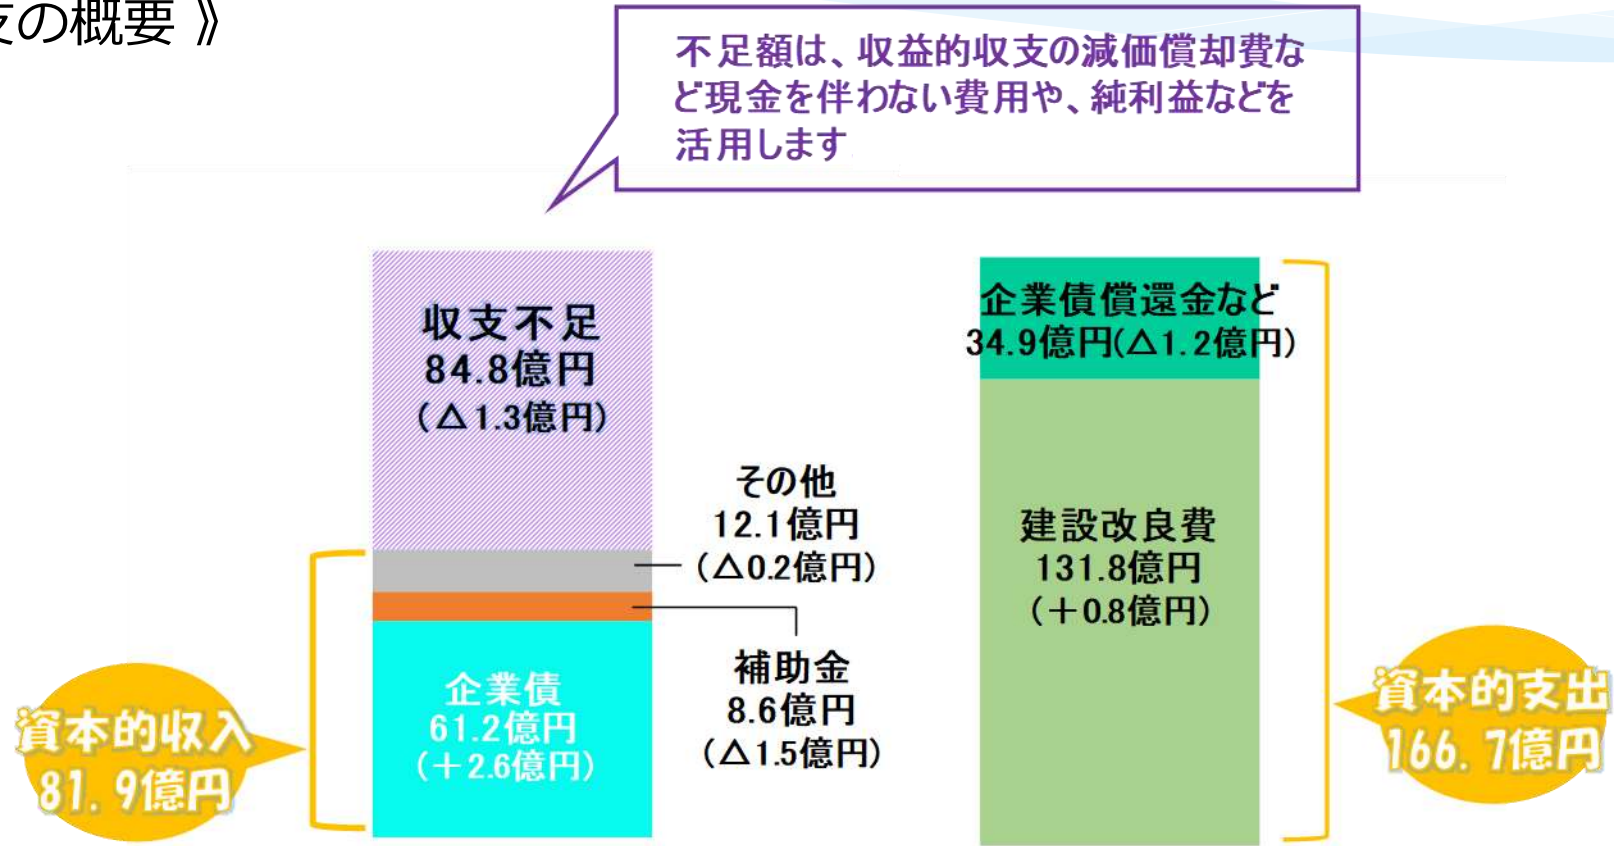 支の概要 》
不足額は、収益的収支の減価償却費な
ど現金を伴わない費用や、純利益などを
活用します
収支不足
84.8億円
(△1.3億円)
その他
12.1億円
(△0.2億円)
補助金
8.6億円
(△1.5億円)
企業債
61.2億円
(＋2.6億円)
資本的収入
81.9億円
企業債償還金など
34.9億円(△1.2億円)
建設改良費
131.8億円
(＋0.8億円)
資本的支出
166.7億円